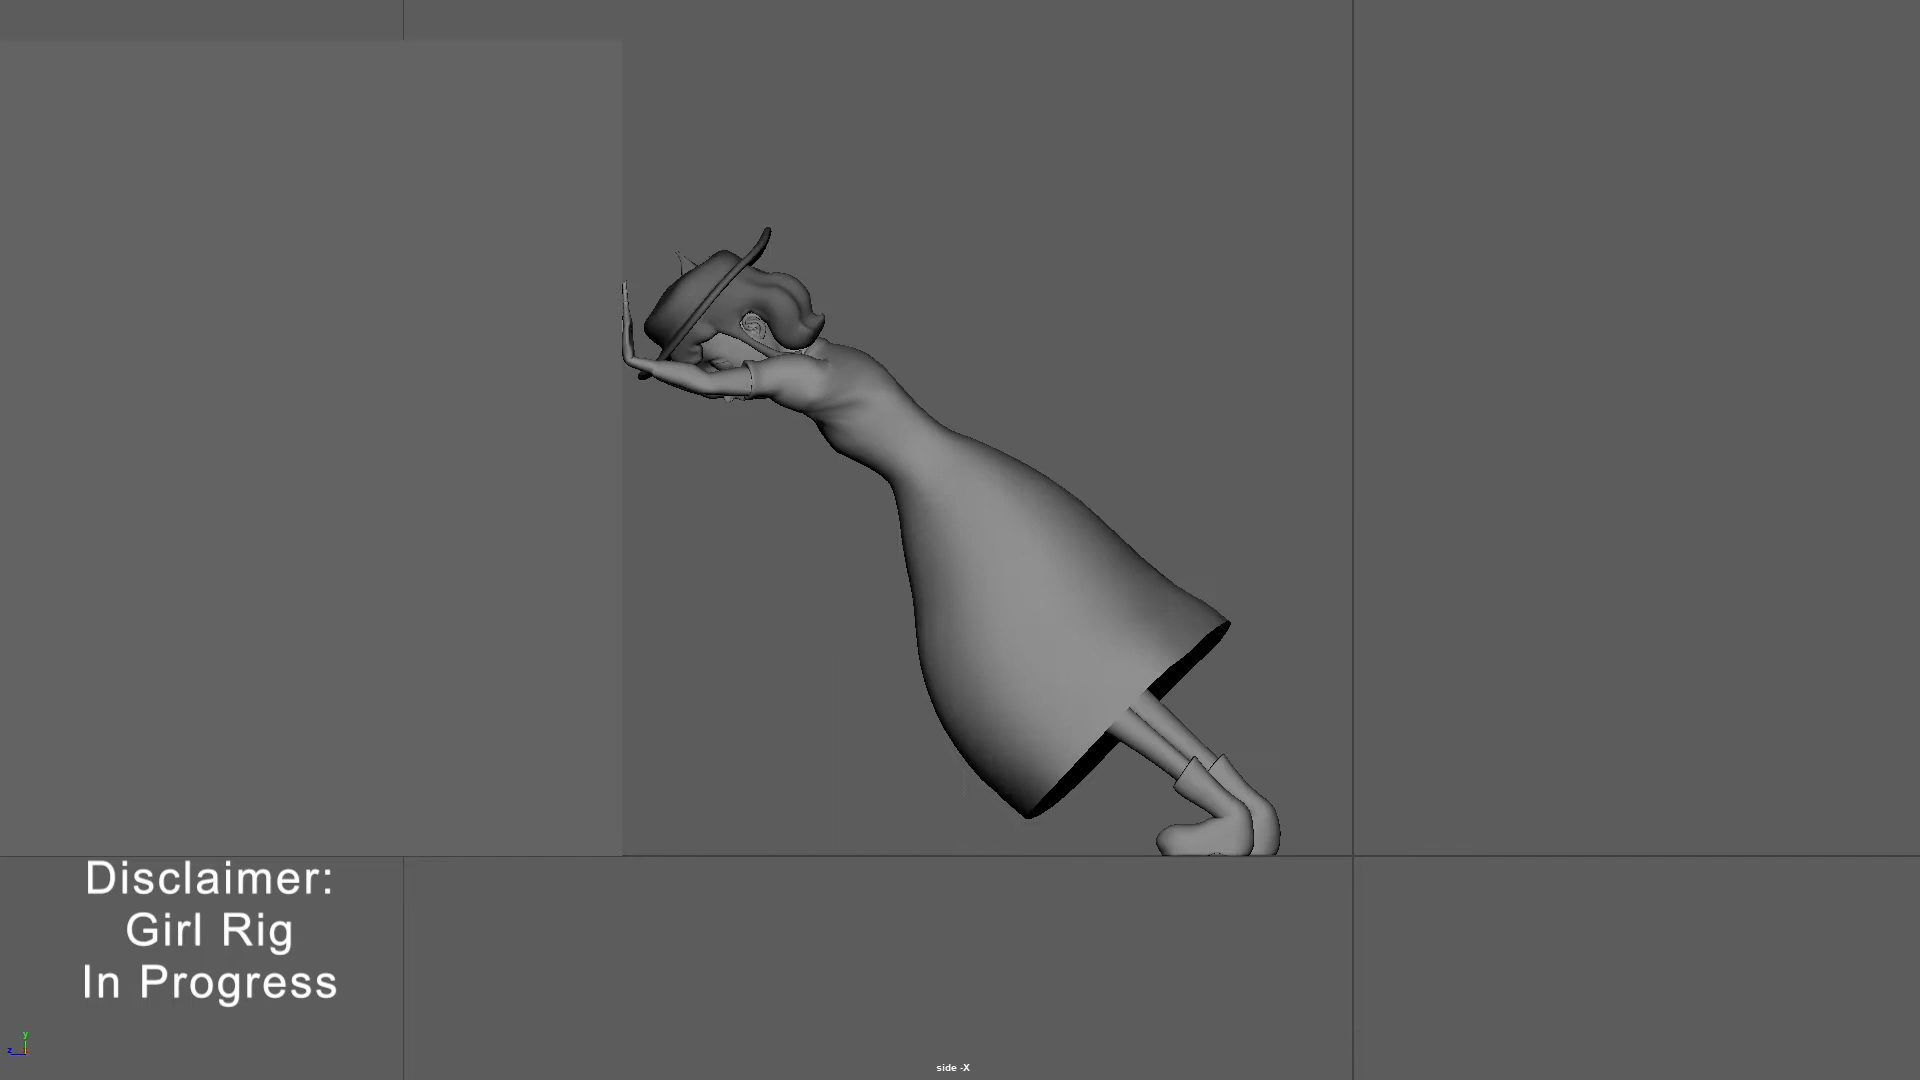 Disclaimer:
Girl Rig
In Progress
y
z
side -X